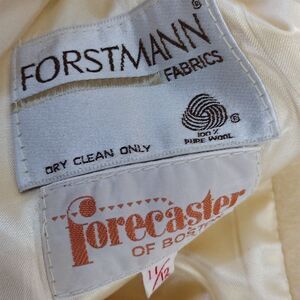 FORSTMANN
FABRICS
DRY CLEAN ONLY
100%
PURE WOOL
forecaster
OF BOSTON
11/12